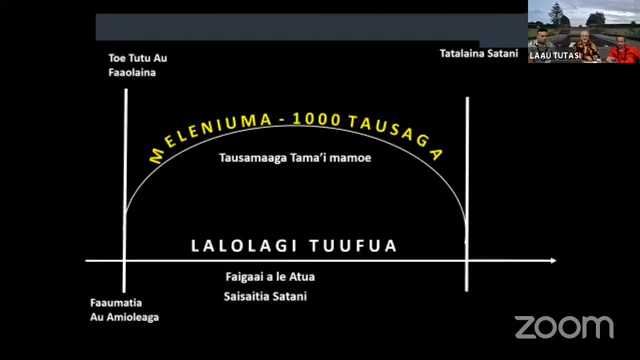 Toe Tutu Au
Faaolaina
Tatalaina Satani
LAAU TUTASI
MELENIUMA - 1000 TAUSAGA
Tausamaaga Tama'i mamoe
LALOLAGI TUUFUA
Faigaai a le Atua
Saisaitia Satani
Faaumatia
Au Amioleaga
zoom